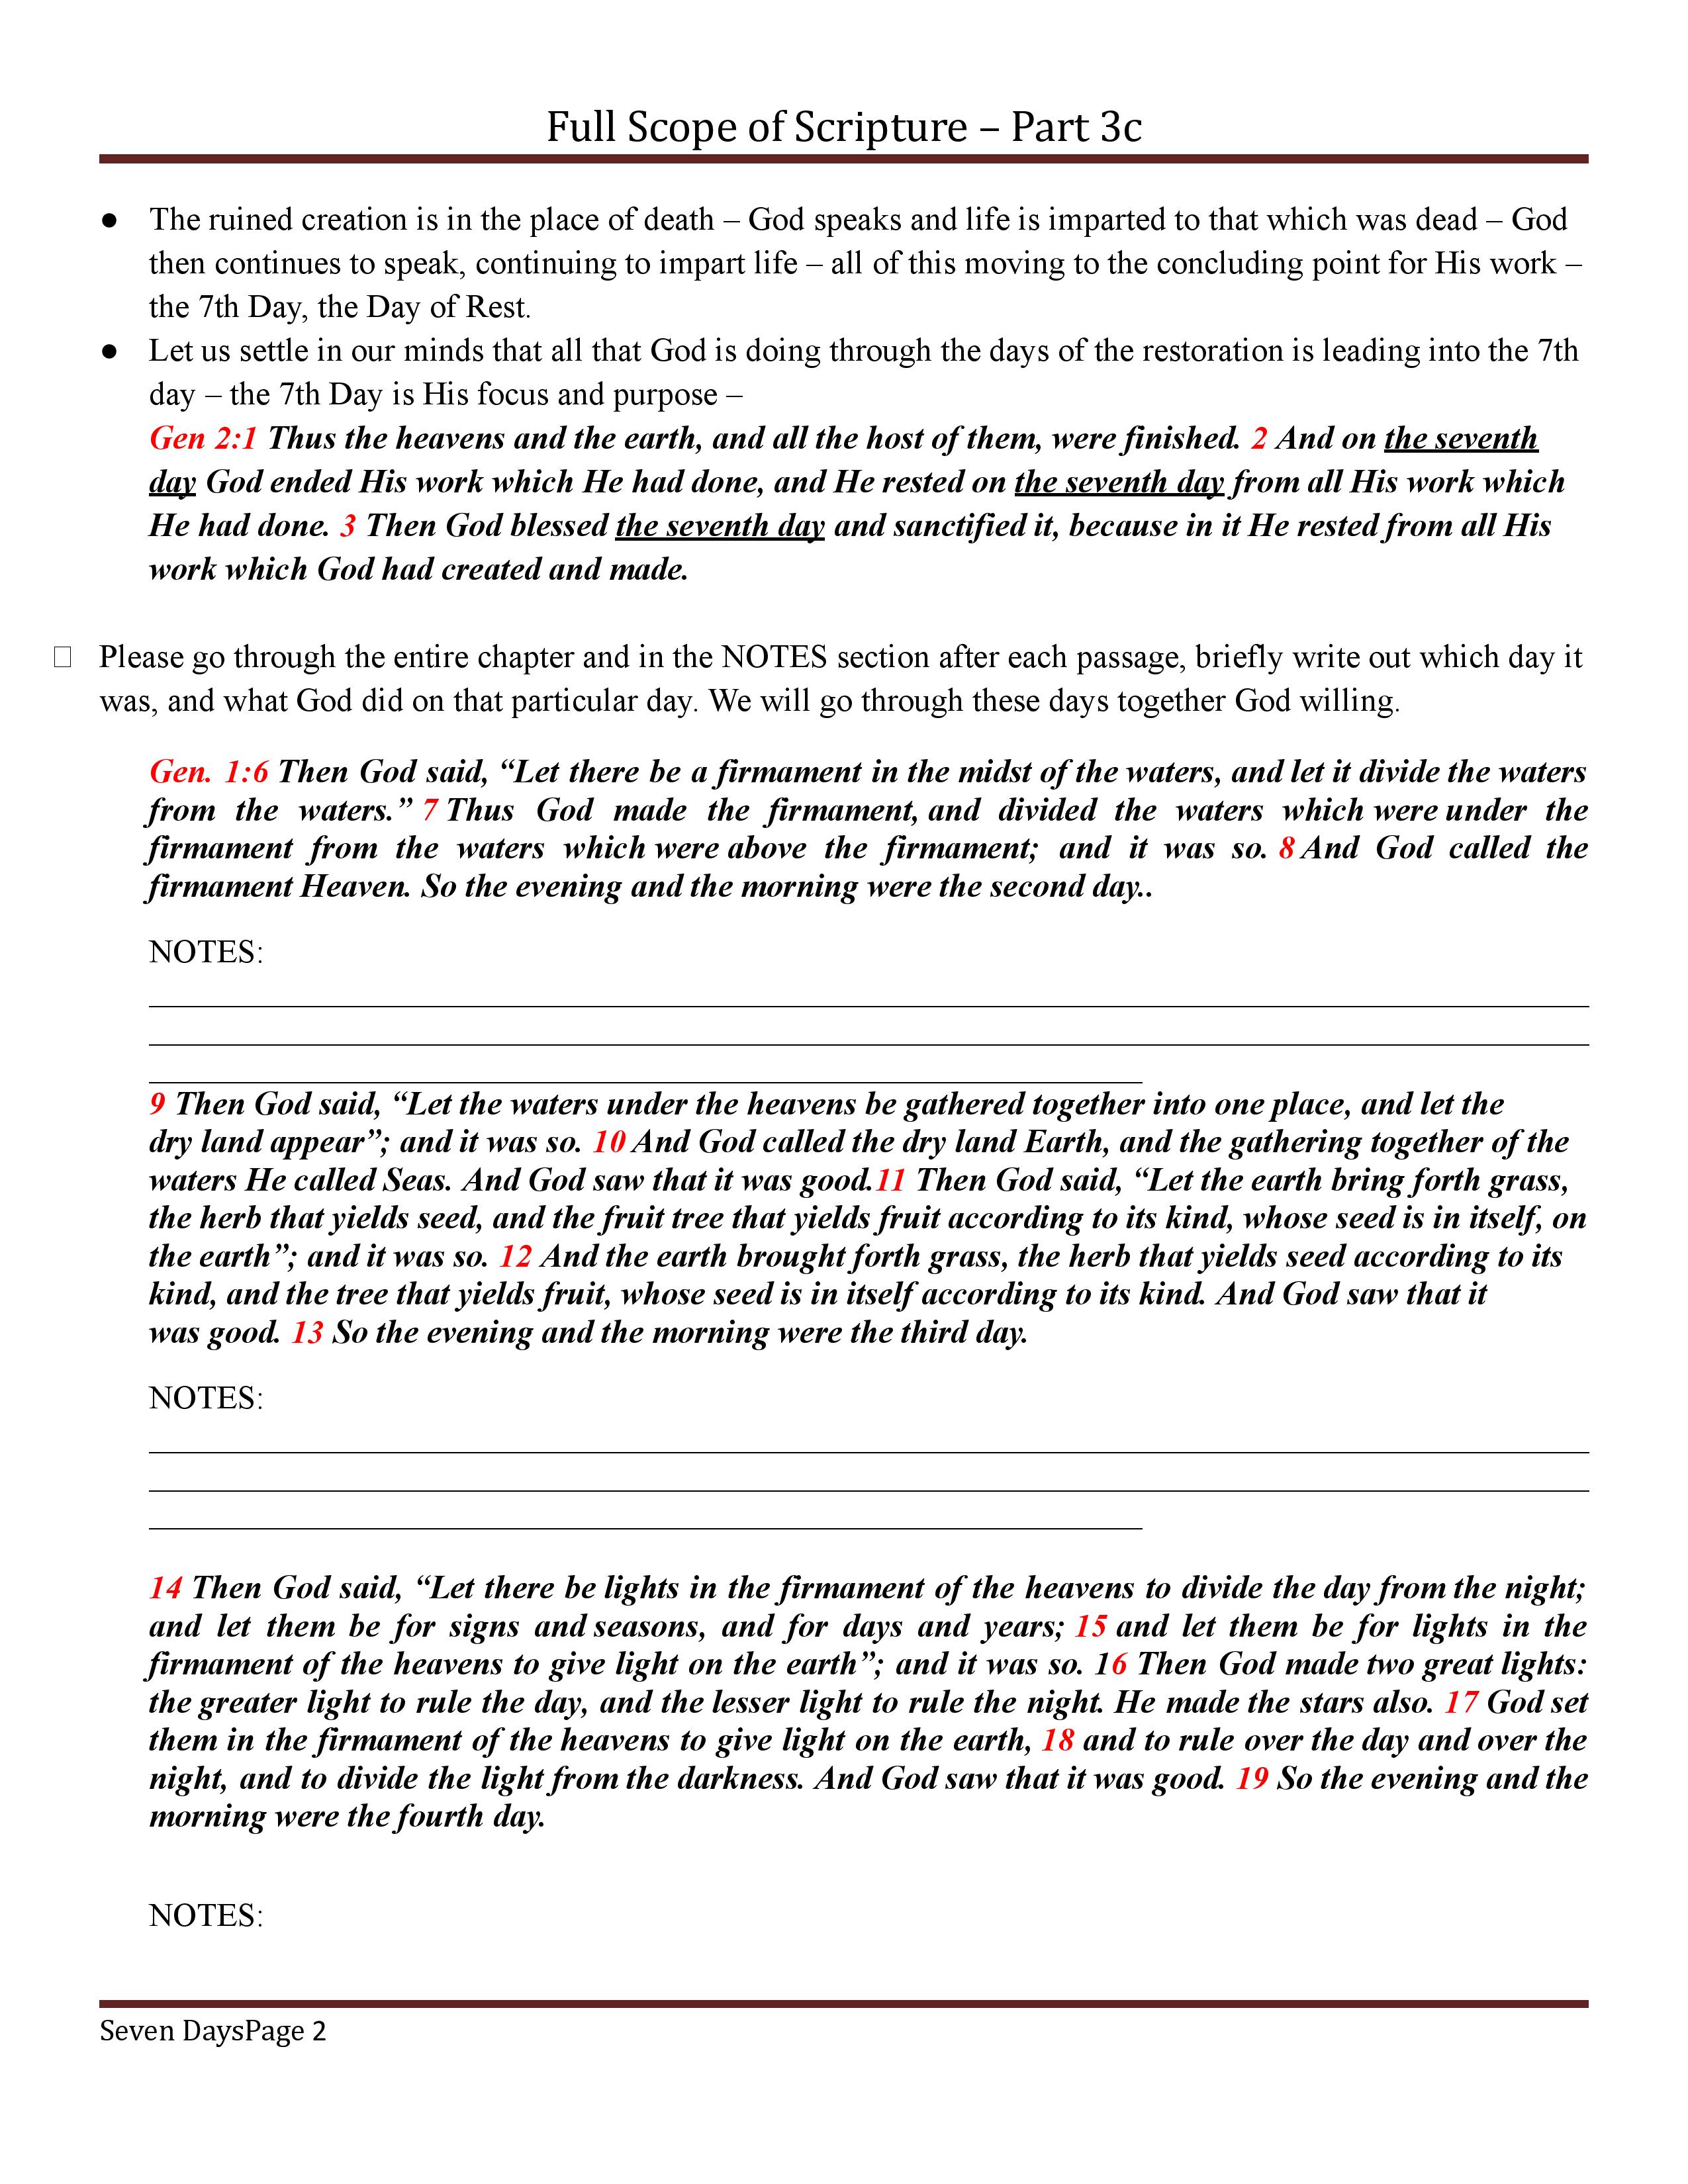 Full Scope of Scripture – Part 3c
● The ruined creation is in the place of death – God speaks and life is imparted to that which was dead – God
then continues to speak, continuing to impart life – all of this moving to the concluding point for His work –
the 7th Day, the Day of Rest.
● Let us settle in our minds that all that God is doing through the days of the restoration is leading into the 7th
day – the 7th Day is His focus and purpose –
Gen 2:1 Thus the heavens and the earth, and all the host of them, were finished. 2 And on the seventh
day God ended His work which He had done, and He rested on the seventh day from all His work which
He had done. 3 Then God blessed the seventh day and sanctified it, because in it He rested from all His
work which God had created and made.
□ Please go through the entire chapter and in the NOTES section after each passage, briefly write out which day it
was, and what God did on that particular day. We will go through these days together God willing.
Gen. 1:6 Then God said, “Let there be a firmament in the midst of the waters, and let it divide the waters
from the waters.” 7 Thus God made the firmament, and divided the waters which were under the
firmament from the waters which were above the firmament; and it was so. 8 And God called the
firmament Heaven. So the evening and the morning were the second day..
NOTES:
9 Then God said, “Let the waters under the heavens be gathered together into one place, and let the
dry land appear”; and it was so. 10 And God called the dry land Earth, and the gathering together of the
waters He called Seas. And God saw that it was good.11 Then God said, “Let the earth bring forth grass,
the herb that yields seed, and the fruit tree that yields fruit according to its kind, whose seed is in itself, on
the earth”; and it was so. 12 And the earth brought forth grass, the herb that yields seed according to its
kind, and the tree that yields fruit, whose seed is in itself according to its kind. And God saw that it
was good. 13 So the evening and the morning were the third day.
NOTES:
14 Then God said, “Let there be lights in the firmament of the heavens to divide the day from the night;
and let them be for signs and seasons, and for days and years; 15 and let them be for lights in the
firmament of the heavens to give light on the earth”; and it was so. 16 Then God made two great lights:
the greater light to rule the day, and the lesser light to rule the night. He made the stars also. 17 God set
them in the firmament of the heavens to give light on the earth, 18 and to rule over the day and over the
night, and to divide the light from the darkness. And God saw that it was good. 19 So the evening and the
morning were the fourth day.
NOTES:
Seven DaysPage 2